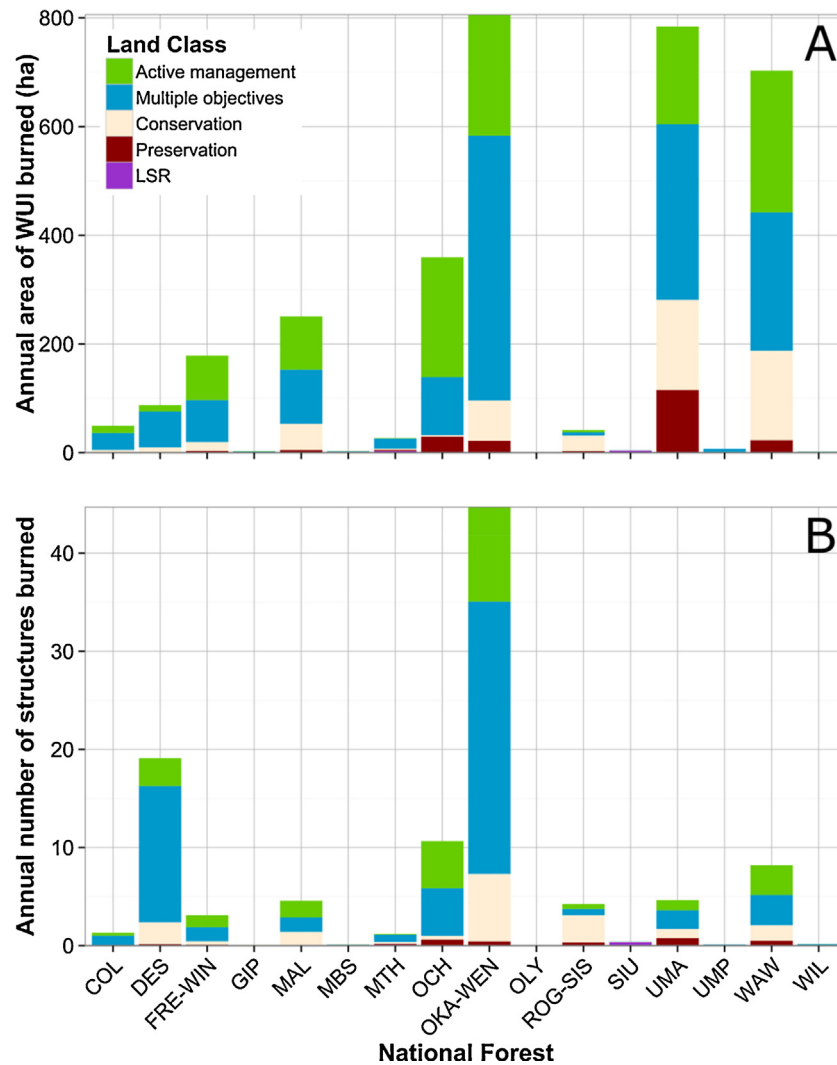 A
Land Class
Active management
Multiple objectives
Conservation
Preservation
LSR
Annual area of WUI burned (ha)
800
600
400
200
0
B
Annual number of structures burned
40
30
20
10
0
COL
DES
FRE-WIN
GIP
MAL
MBS
MTH
OCH
OKA-WEN
OLY
ROG-SIS
SIU
UMA
UMP
WAW
WIL
National Forest